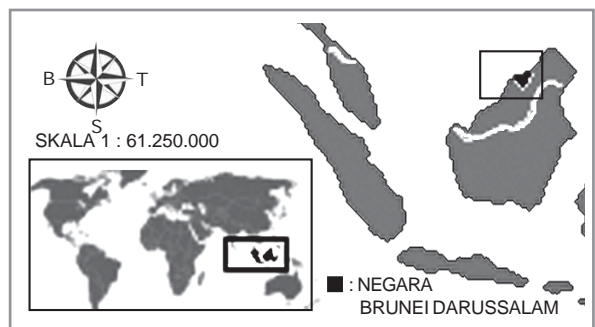 B T
S
SKALA 1 : 61.250.000
: NEGARA
BRUNEI DARUSSALAM